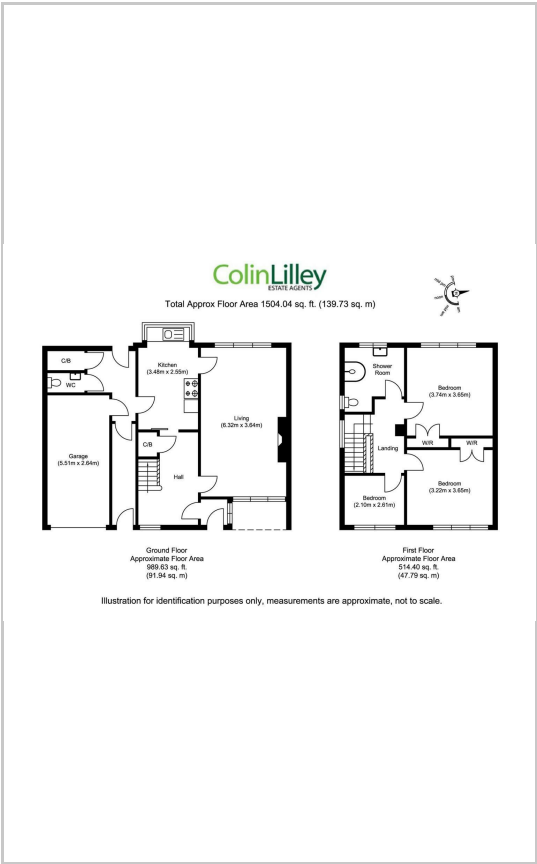 ColinLilley
ESTATE AGENTS
Total Approx Floor Area 1504.04 sq. ft. (139.73 sq. m)
C/B
WC
Kitchen
(3.48m x 2.55m)
Living
(6.32m x 3.64m)
Garage
(5.51m x 2.64m)
C/B
Hall
Shower
Room
Bedroom
(3.74m x 3.65m)
W/R
W/R
Landing
Bedroom
(3.22m x 3.65m)
Bedroom
(2.10m x 2.61m)
Ground Floor
Approximate Floor Area
989.63 sq. ft.
(91.94 sq. m)
First Floor
Approximate Floor Area
514.40 sq. ft.
(47.79 sq. m)
Illustration for identification purposes only, measurements are approximate, not to scale.